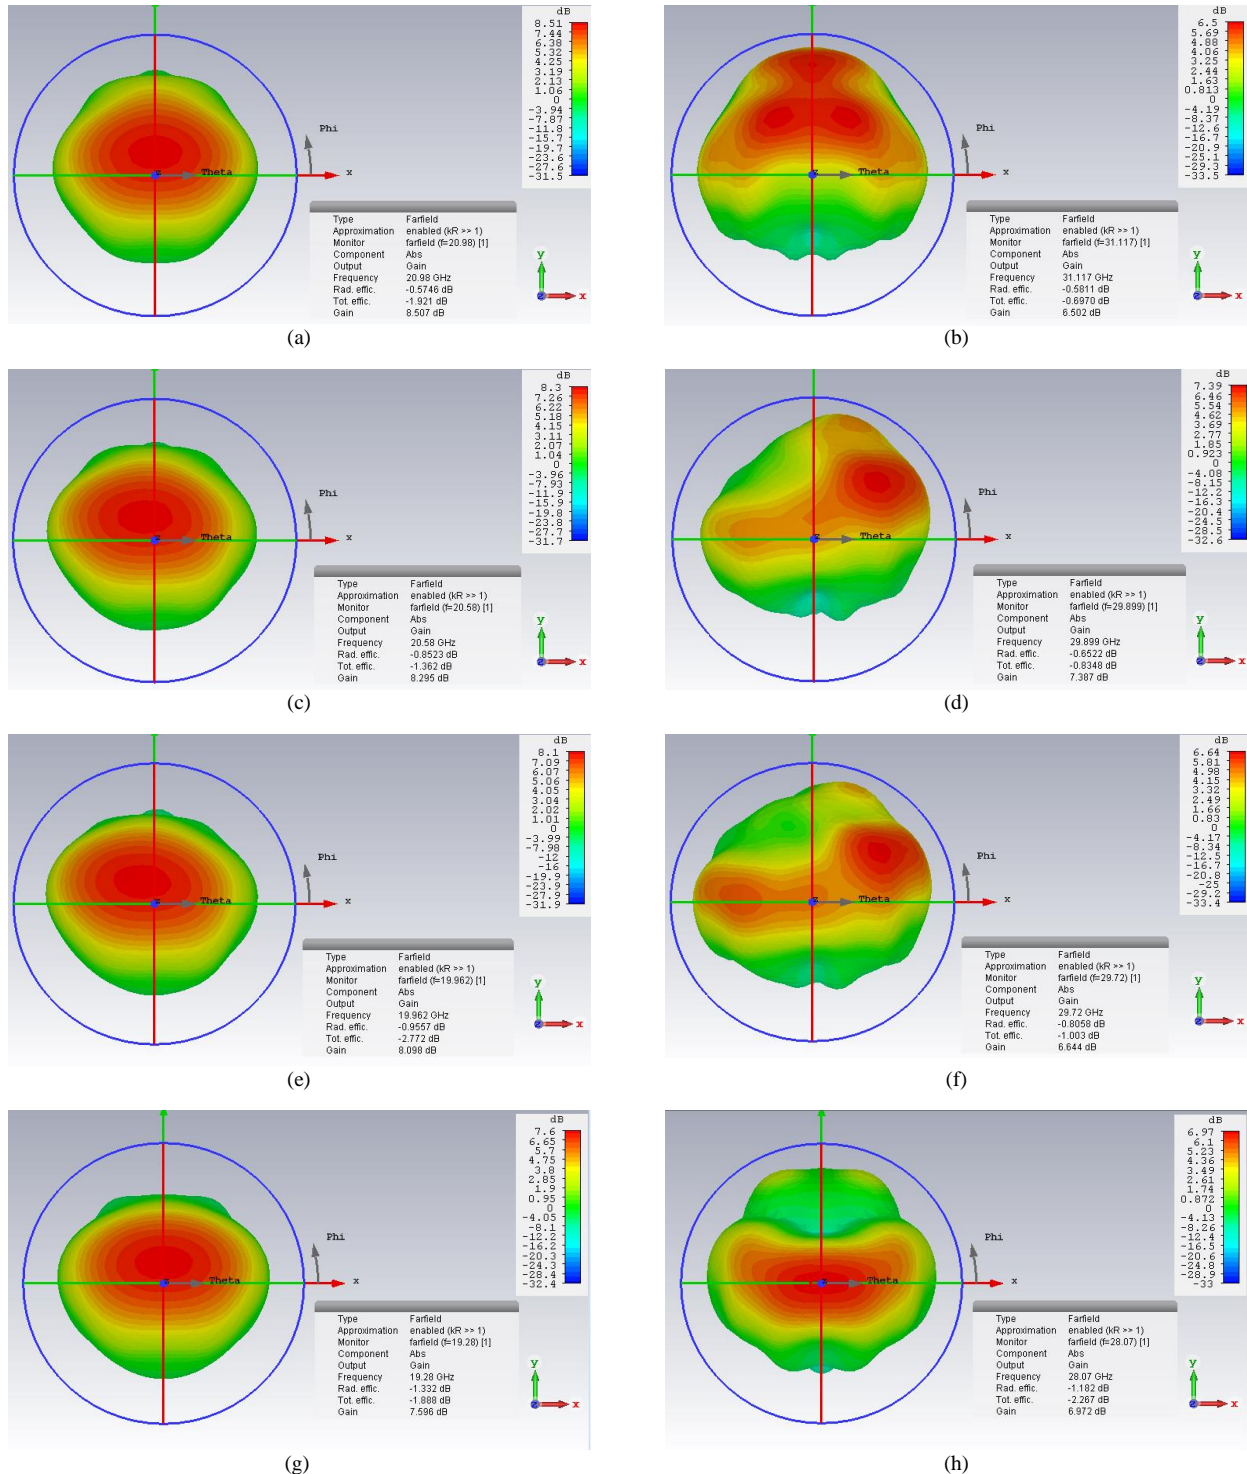 dB
8.51
7.44
6.38
5.32
4.25
3.19
2.13
1.06
0
-3.94
-7.87
-11.8
-15.7
-19.7
-23.6
-27.6
-31.5
Phi
Theta
z
x
Type Farfield
Approximation enabled (kR >> 1)
Monitor farfield (f=20.98) [1]
Component Abs
Output Gain
Frequency 20.98 GHz
Rad. effic. -0.5746 dB
Tot. effic. -1.921 dB
Gain 8.507 dB
y
z
x
(a)
dB
6.5
5.69
4.88
4.06
3.25
2.44
1.63
0.813
0
-4.19
-8.37
-12.6
-16.7
-20.9
-25.1
-29.3
-33.5
Phi
Theta
z
x
Type Farfield
Approximation enabled (kR >> 1)
Monitor farfield (f=31.117) [1]
Component Abs
Output Gain
Frequency 31.117 GHz
Rad. effic. -0.5811 dB
Tot. effic. -0.6970 dB
Gain 6.502 dB
y
z
x
(b)
dB
8.3
7.26
6.22
5.18
4.15
3.11
2.07
1.04
0
-3.96
-7.93
-11.9
-15.9
-19.8
-23.8
-27.7
-31.7
Phi
Theta
z
x
Type Farfield
Approximation enabled (kR >> 1)
Monitor farfield (f=20.58) [1]
Component Abs
Output Gain
Frequency 20.58 GHz
Rad. effic. -0.8523 dB
Tot. effic. -1.362 dB
Gain 8.295 dB
y
z
x
(c)
dB
7.39
6.46
5.54
4.62
3.69
2.77
1.85
0.923
0
-4.08
-8.15
-12.2
-16.3
-20.4
-24.5
-28.5
-32.6
Phi
Theta
z
x
Type Farfield
Approximation enabled (kR >> 1)
Monitor farfield (f=29.899) [1]
Component Abs
Output Gain
Frequency 29.899 GHz
Rad. effic. -0.6522 dB
Tot. effic. -0.8348 dB
Gain 7.387 dB
y
z
x
(d)
dB
8.1
7.09
6.07
5.06
4.05
3.04
2.02
1.01
0
-3.99
-7.98
-12
-16
-19.9
-23.9
-27.9
-31.9
Phi
Theta
z
x
Type Farfield
Approximation enabled (kR >> 1)
Monitor farfield (f=19.962) [1]
Component Abs
Output Gain
Frequency 19.962 GHz
Rad. effic. -0.9557 dB
Tot. effic. -2.772 dB
Gain 8.098 dB
y
z
x
(e)
dB
6.64
5.81
4.98
4.15
3.32
2.49
1.66
0.83
0
-4.17
-8.34
-12.5
-16.7
-20.8
-25
-29.2
-33.4
Phi
Theta
z
x
Type Farfield
Approximation enabled (kR >> 1)
Monitor farfield (f=29.72) [1]
Component Abs
Output Gain
Frequency 29.72 GHz
Rad. effic. -0.8058 dB
Tot. effic. -1.003 dB
Gain 6.644 dB
y
z
x
(f)
dB
7.6
6.65
5.7
4.75
3.8
2.85
1.9
0.95
0
-4.05
-8.1
-12.2
-16.2
-20.3
-24.3
-28.4
-32.4
Phi
Theta
z
x
Type Farfield
Approximation enabled (kR >> 1)
Monitor farfield (f=19.28) [1]
Component Abs
Output Gain
Frequency 19.28 GHz
Rad. effic. -1.332 dB
Tot. effic. -1.888 dB
Gain 7.596 dB
y
z
x
(g)
dB
6.97
6.1
5.23
4.36
3.49
2.61
1.74
0.872
0
-4.13
-8.26
-12.4
-16.5
-20.6
-24.8
-28.9
-33
Phi
Theta
z
x
Type Farfield
Approximation enabled (kR >> 1)
Monitor farfield (f=28.07) [1]
Component Abs
Output Gain
Frequency 28.07 GHz
Rad. effic. -1.182 dB
Tot. effic. -2.267 dB
Gain 6.972 dB
y
z
x
(h)